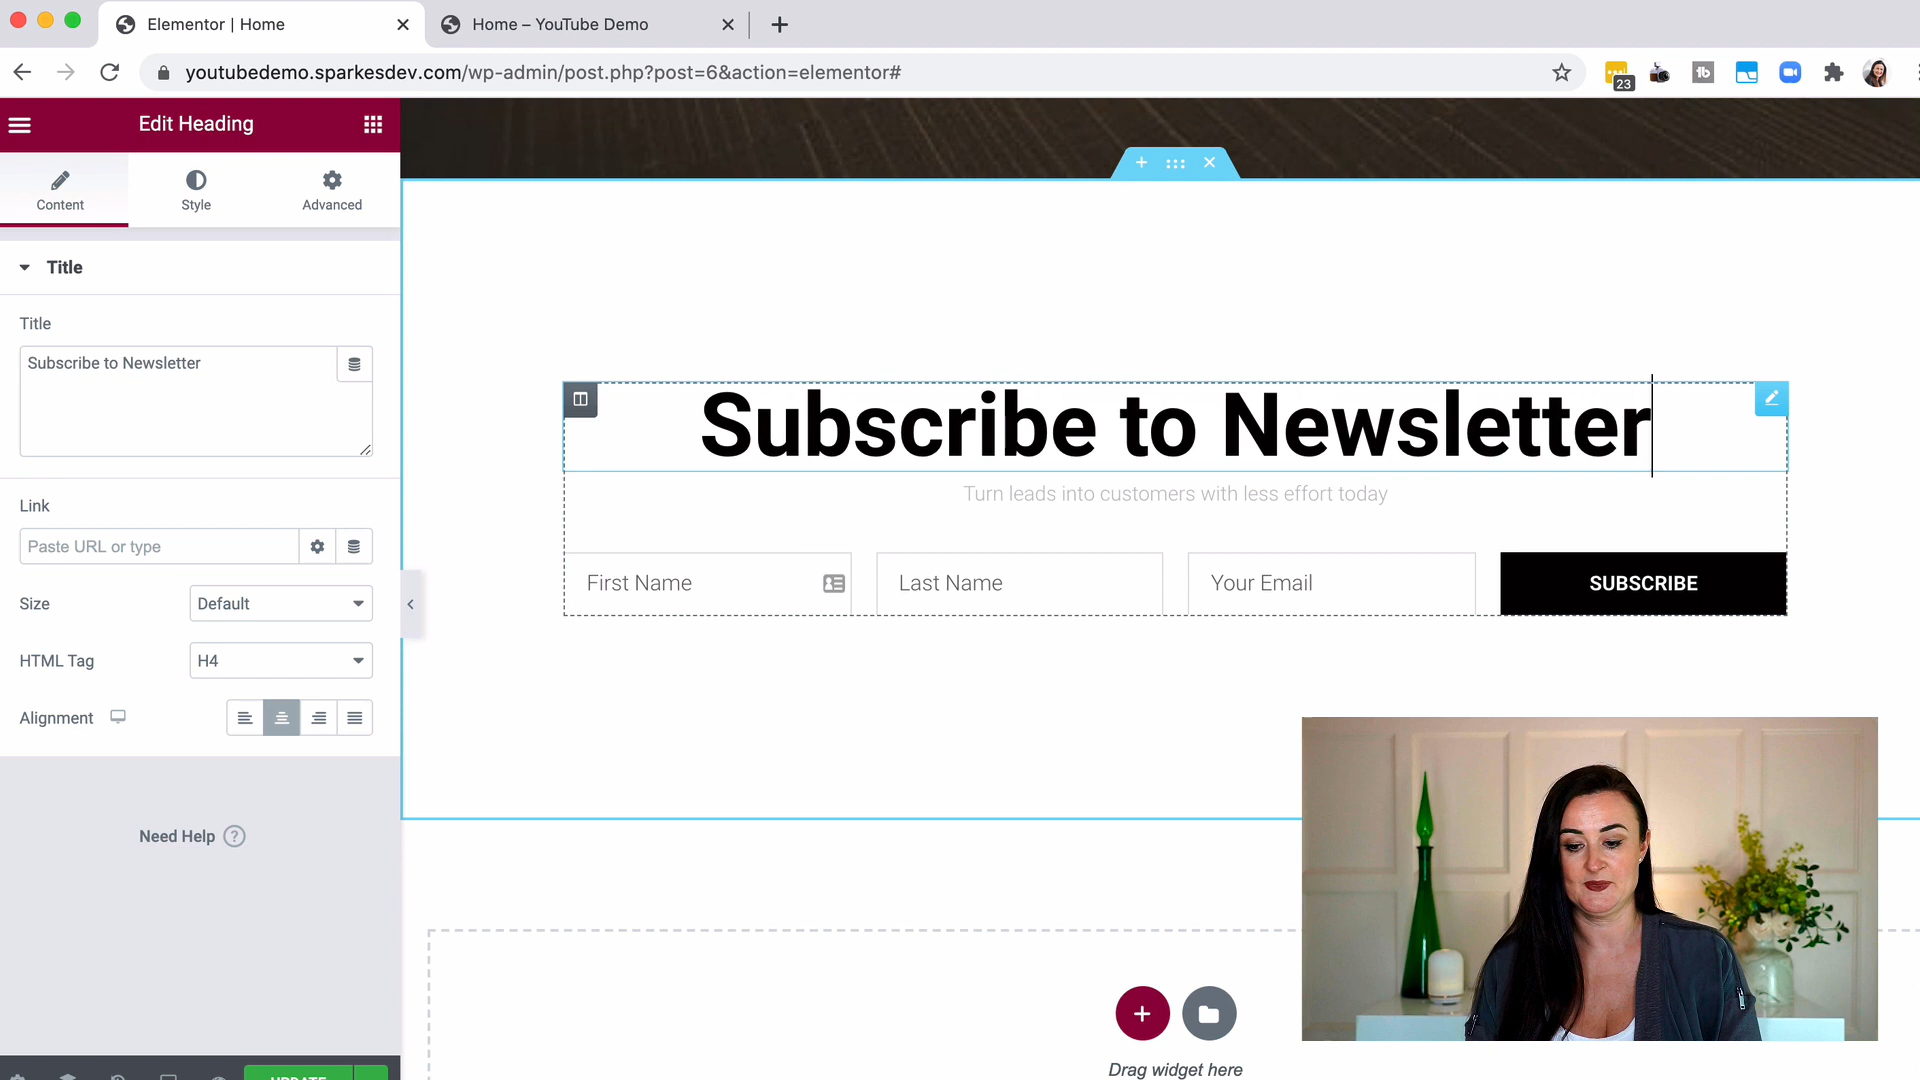 Elementor | Home
Home – YouTube Demo
youtubedemo.sparkesdev.com/wp-admin/post.php?post=6&action=elementor#
23
Edit Heading
Content
Style
Advanced
Title
Title
Subscribe to Newsletter
Link
Paste URL or type
Size
Default
HTML Tag
H4
Alignment
Need Help ?
UPDATE
Subscribe to Newsletter
Turn leads into customers with less effort today
First Name
Last Name
Your Email
SUBSCRIBE
Drag widget here